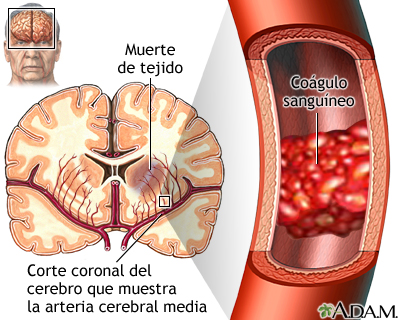 Muerte
de tejido
Coágulo
sanguíneo
Corte coronal del
cerebro que muestra
la arteria cerebral media
A.D.A.M.